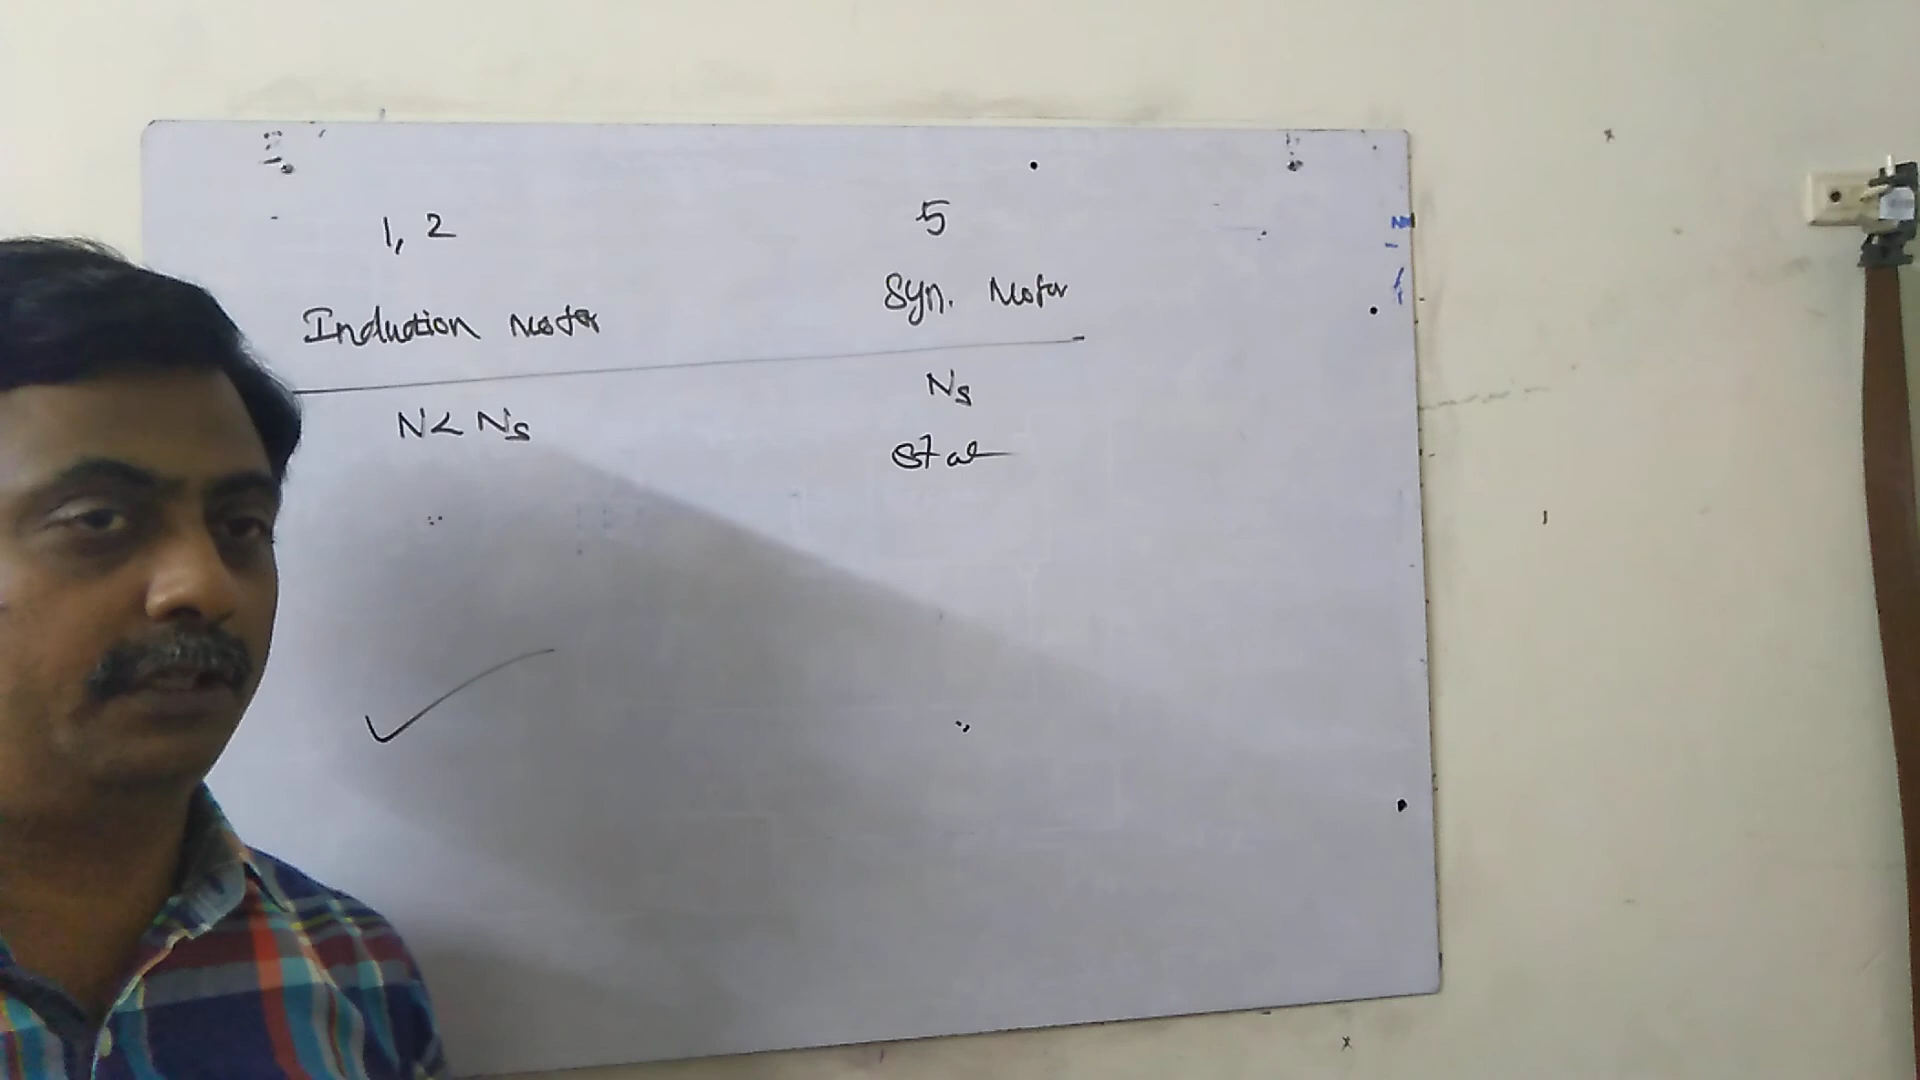 1, 2
Induction Motor
N < Ns
5
Syn. Motor
Ns